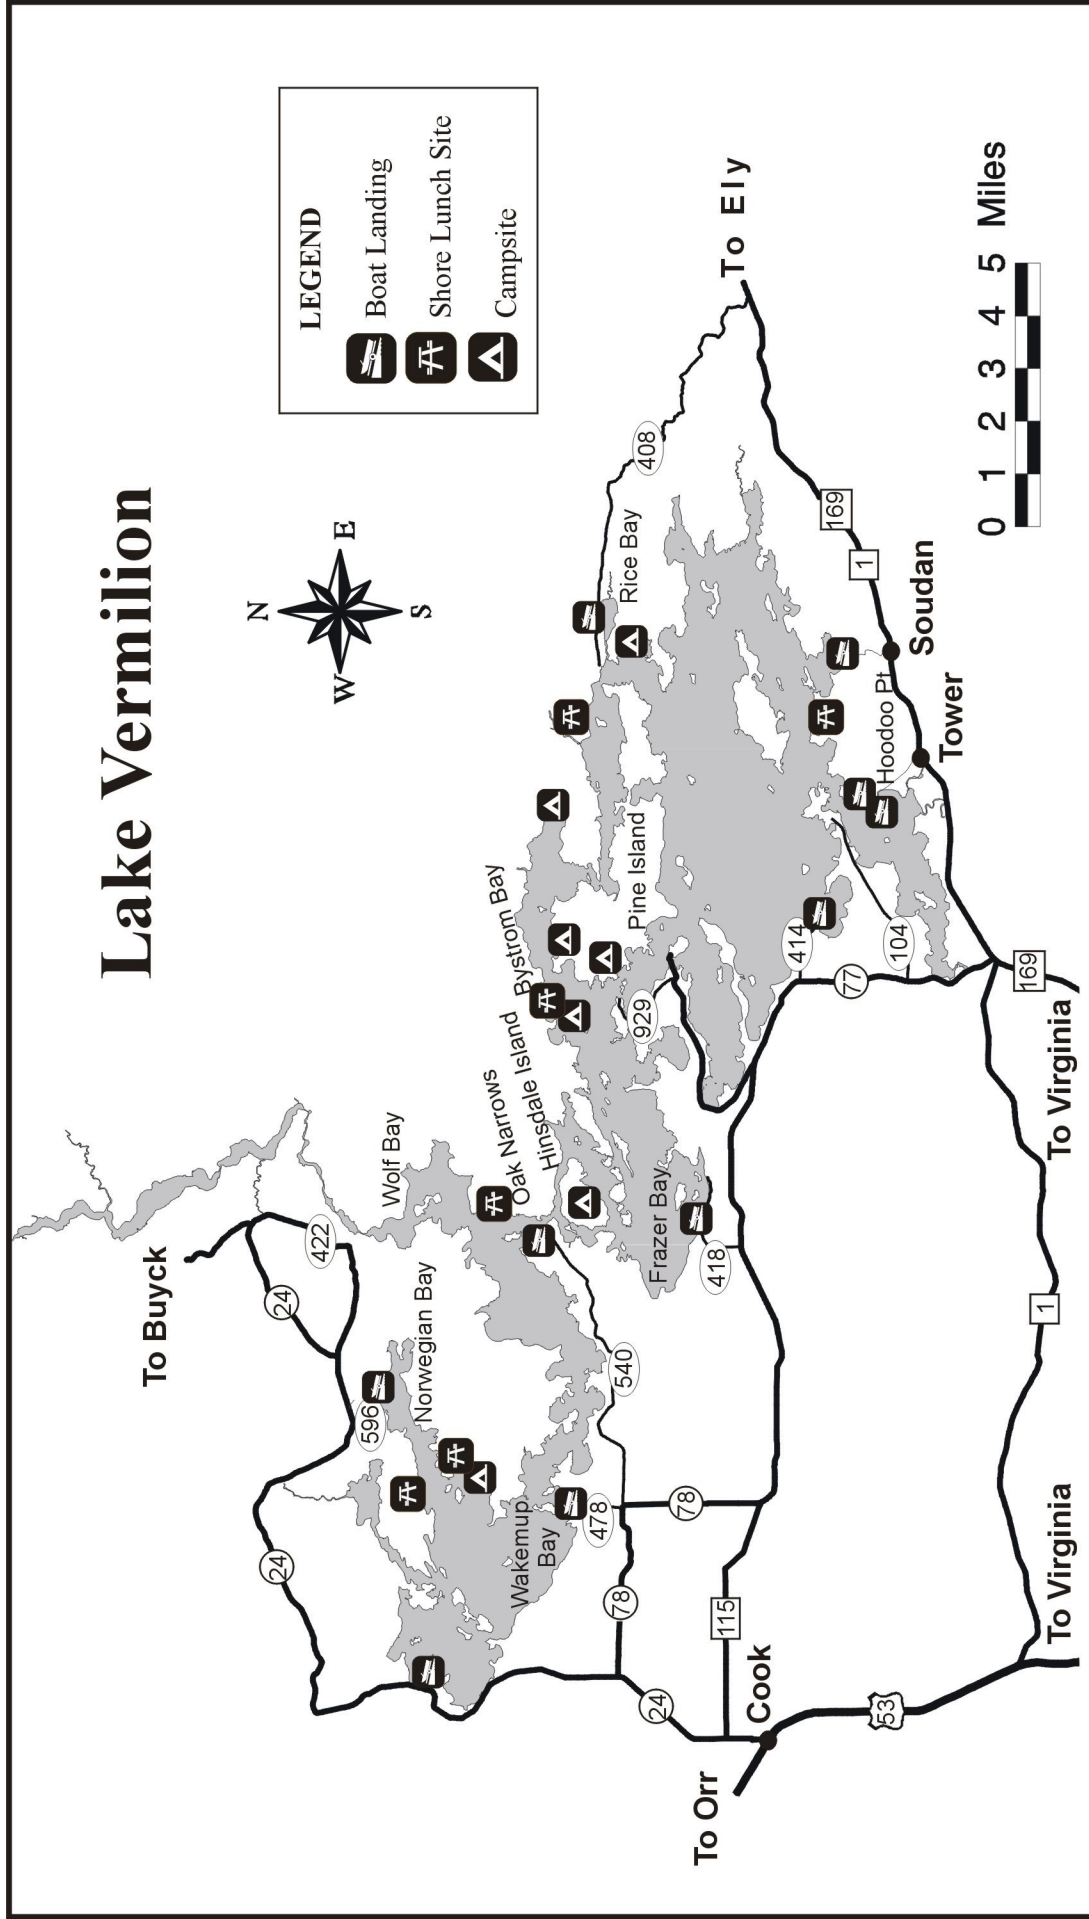 Lake Vermilion
N
W
E
S
LEGEND
Boat Landing
Shore Lunch Site
Campsite
To Buyck
24
422
24
596
Norwegian Bay
Wolf Bay
Oak Narrows
Hinsdale Island
Bystrom Bay
Wakemup
Bay
478
540
78
78
Frazer Bay
418
929
Pine Island
Rice Bay
408
To Ely
414
104
77
Hoodoo Pt
Tower
Soudan
1
169
169
To Virginia
24
115
Cook
To Orr
53
1
To Virginia
0 1 2 3 4 5 Miles